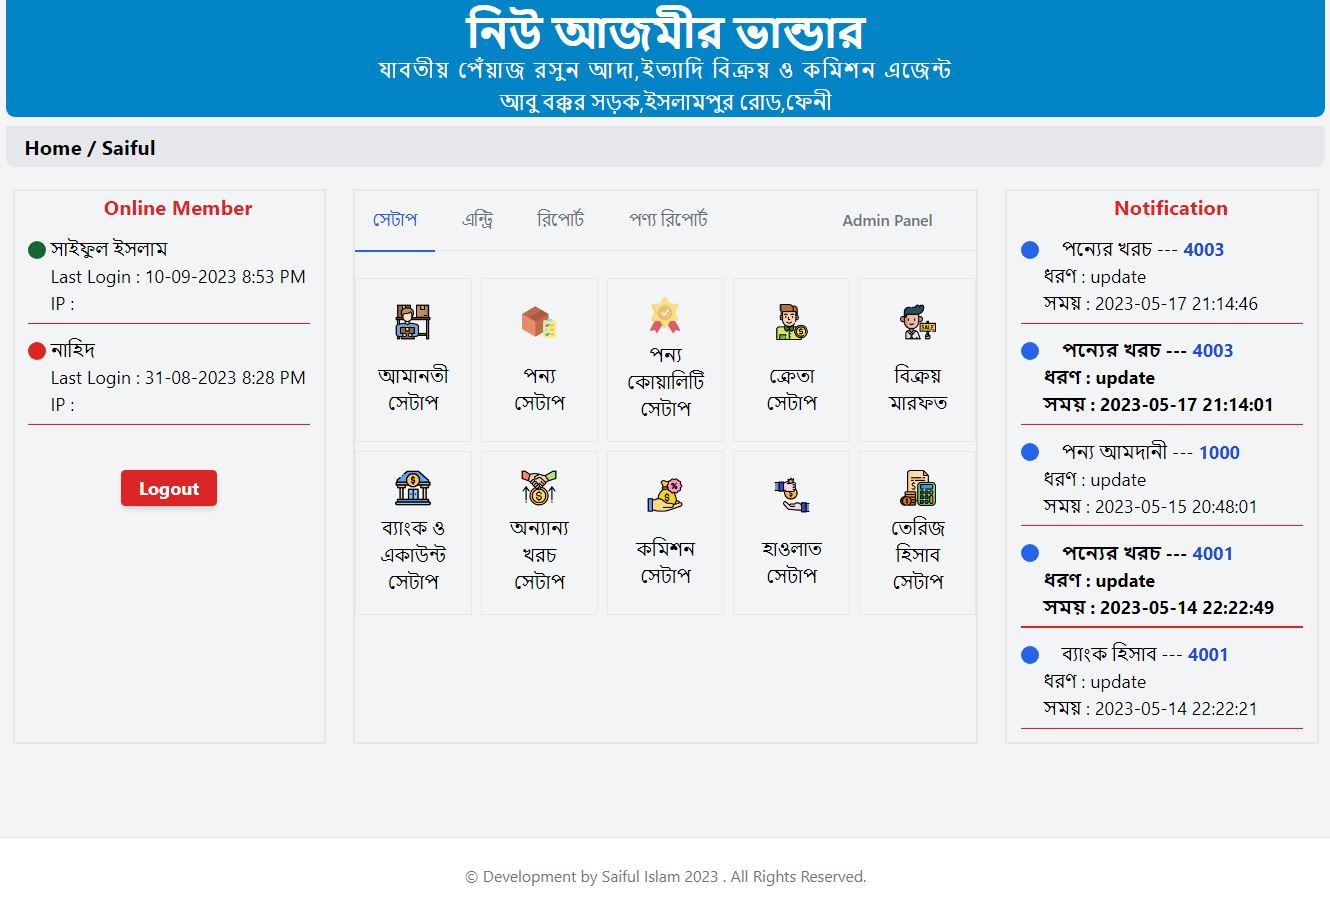 নিউ আজমীর ভান্ডার
যাবতীয় পেঁয়াজ রসুন আদা,ইত্যাদি বিক্রয় ও কমিশন এজেন্ট
আবু বক্কর সড়ক,ইসলামপুর রোড,ফেনী
Home / Saiful
Online Member
সাইফুল ইসলাম
Last Login : 10-09-2023 8:53 PM
IP :
নাহিদ
Last Login : 31-08-2023 8:28 PM
IP :
Logout
সেটাপ এন্ট্রি রিপোর্ট পণ্য রিপোর্ট Admin Panel
আমানতী
সেটাপ
পন্য
সেটাপ
পন্য
কোয়ালিটি
সেটাপ
ক্রেতা
সেটাপ
বিক্রয়
মারফত
ব্যাংক ও
একাউন্ট
সেটাপ
অন্যান্য
খরচ
সেটাপ
কমিশন
সেটাপ
হাওলাত
সেটাপ
তেরিজ
হিসাব
সেটাপ
Notification
পন্যের খরচ --- 4003
ধরণ : update
সময় : 2023-05-17 21:14:46
পন্যের খরচ --- 4003
ধরণ : update
সময় : 2023-05-17 21:14:01
পন্য আমদানী --- 1000
ধরণ : update
সময় : 2023-05-15 20:48:01
পন্যের খরচ --- 4001
ধরণ : update
সময় : 2023-05-14 22:22:49
ব্যাংক হিসাব --- 4001
ধরণ : update
সময় : 2023-05-14 22:22:21
© Development by Saiful Islam 2023 . All Rights Reserved.